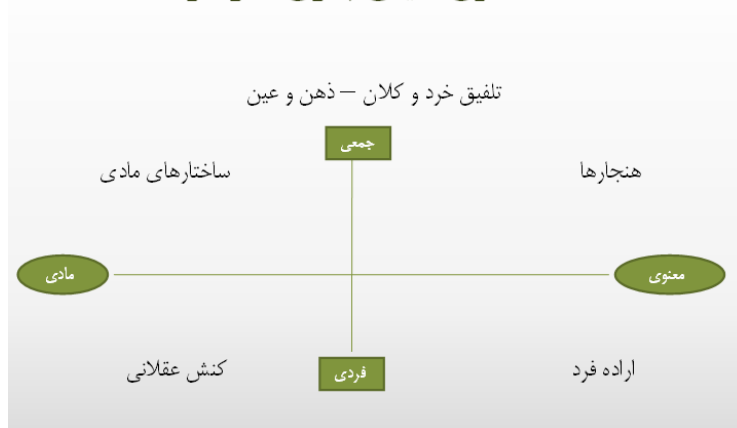 تلفیق خرد و کلان – ذهن و عین
جمعی
هنجارها
ساختارهای مادی
معنوی
مادی
اراده فرد
فردی
کنش عقلانی